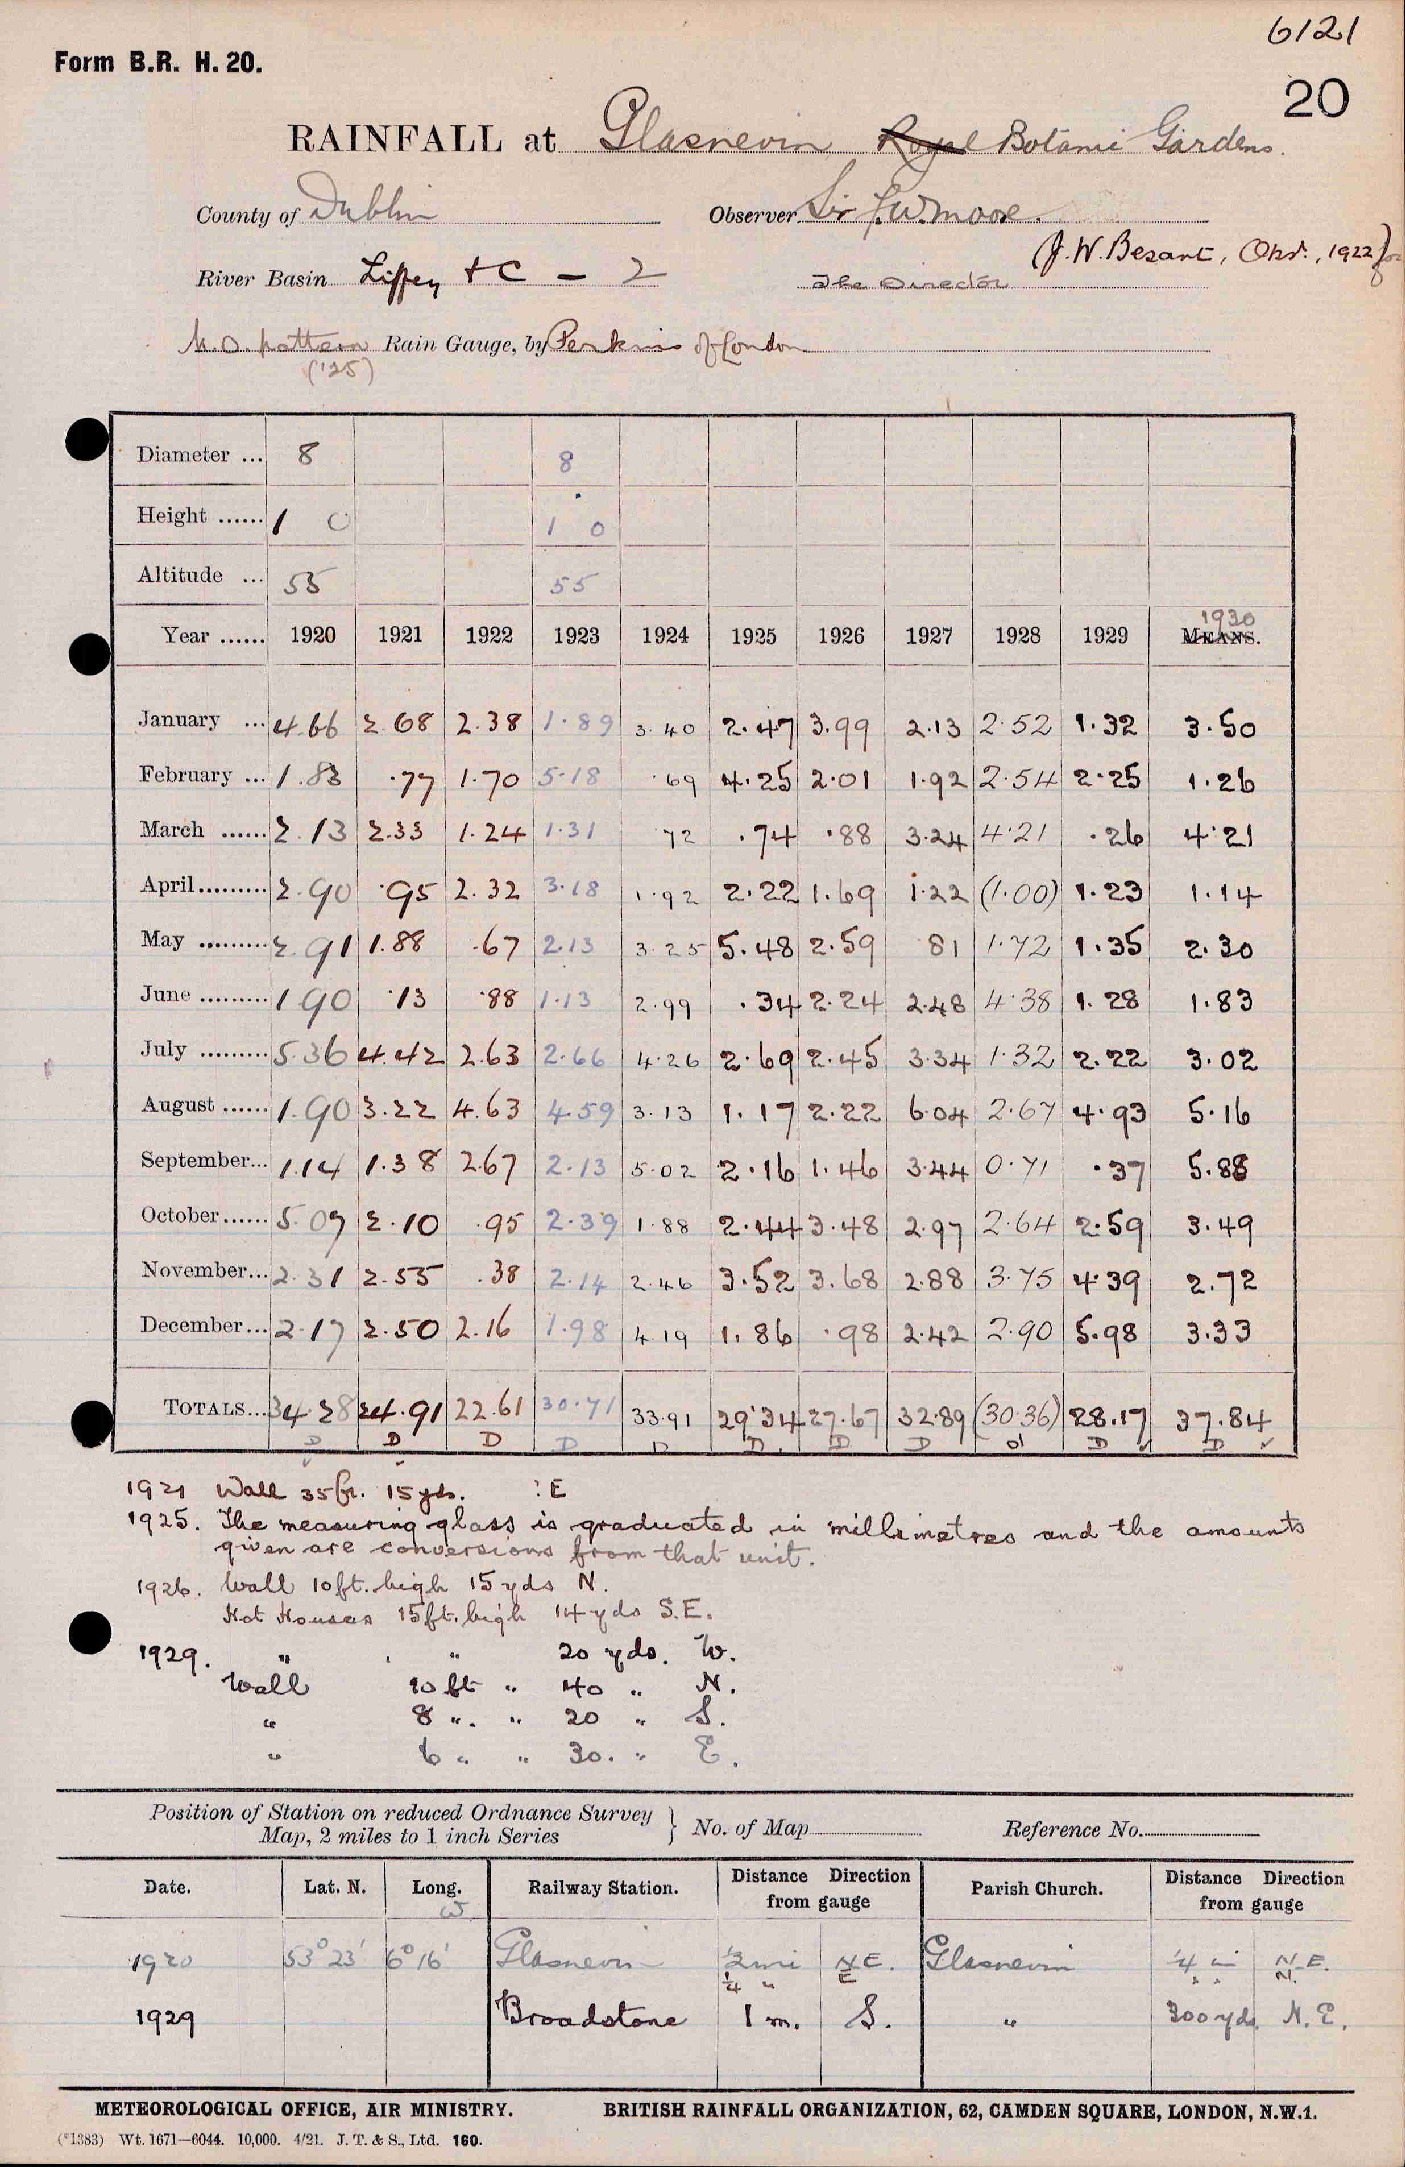 6121
Form B.R. H. 20.
20
RAINFALL at Glasnevin Royal Botanic Gardens.
County of Dublin Observer Sir F.W. Moore.
(J.W. Besant, Obsr., 1922 for
River Basin Liffey + C – 2 The Director
M.O. pattern Rain Gauge, by Perkins of London
('25)
Diameter ... 8 8
Height ...... 1 0 1 0
Altitude ... 55 55
1930
Year ...... 1920 1921 1922 1923 1924 1925 1926 1927 1928 1929 MEANS.
January ... 4.66 2.68 2.38 1.89 3.40 2.47 3.99 2.13 2.52 1.32 3.50
February ... 1.83 .77 1.70 5.18 .69 4.25 2.01 1.92 2.54 2.25 1.26
March ...... 2.13 2.33 1.24 1.31 72 .74 .88 3.24 4.21 .26 4.21
April ......... 2.90 .95 2.32 3.18 1.92 2.22 1.69 1.22 (1.00) 1.23 1.14
May ......... 2.91 1.88 .67 2.13 3.25 5.48 2.59 81 1.72 1.35 2.30
June ......... 1.90 .13 .88 1.13 2.99 .34 2.24 2.48 4.38 1.28 1.83
July ......... 5.36 4.42 2.63 2.66 4.26 2.69 2.45 3.34 1.32 2.22 3.02
August ...... 1.90 3.22 4.63 4.59 3.13 1.17 2.22 6.04 2.67 4.93 5.16
September... 1.14 1.38 2.67 2.13 5.02 2.16 1.46 3.44 0.71 .37 5.88
October...... 5.07 2.10 .95 2.39 1.88 2.44 3.48 2.97 2.64 2.59 3.49
November... 2.31 2.55 .38 2.14 2.46 3.52 3.68 2.88 3.75 4.39 2.72
December... 2.17 2.50 2.16 1.98 4.19 1.86 .98 2.42 2.90 5.98 3.33
TOTALS... 34.28 24.91 22.61 30.71 33.91 29.34 27.67 32.89 (30.36) 28.17 37.84
D D D D D D D D d D ✓ D ✓
1921 Wall 35ft. 15yds. : E
1925. The measuring glass is graduated in millimetres and the amounts
given are conversions from that unit.
1926. Wall 10ft. high 15 yds N.
Hot Houses 15ft. high 14 yds S.E.
1929. " " 20 yds. W.
Wall 10 ft " 40 " N.
" 8 " " 20 " S.
" 6 " " 30. " E.
Position of Station on reduced Ordnance Survey
Map, 2 miles to 1 inch Series } No. of Map Reference No.
Date. Lat. N. Long. Railway Station. Distance Direction from gauge Parish Church. Distance Direction from gauge
W
1920 53° 23' 6° 16' Glasnevin ½ mi N.E. Glasnevin ¼ mi N.E.
¼ " E " " N.
1929 Broadstone 1 m. S. " 300 yds. N.E.
METEOROLOGICAL OFFICE, AIR MINISTRY. BRITISH RAINFALL ORGANIZATION, 62, CAMDEN SQUARE, LONDON, N.W.1.
(*1383) Wt. 1671—6044. 10,000. 4/21. J. T. & S., Ltd. 160.